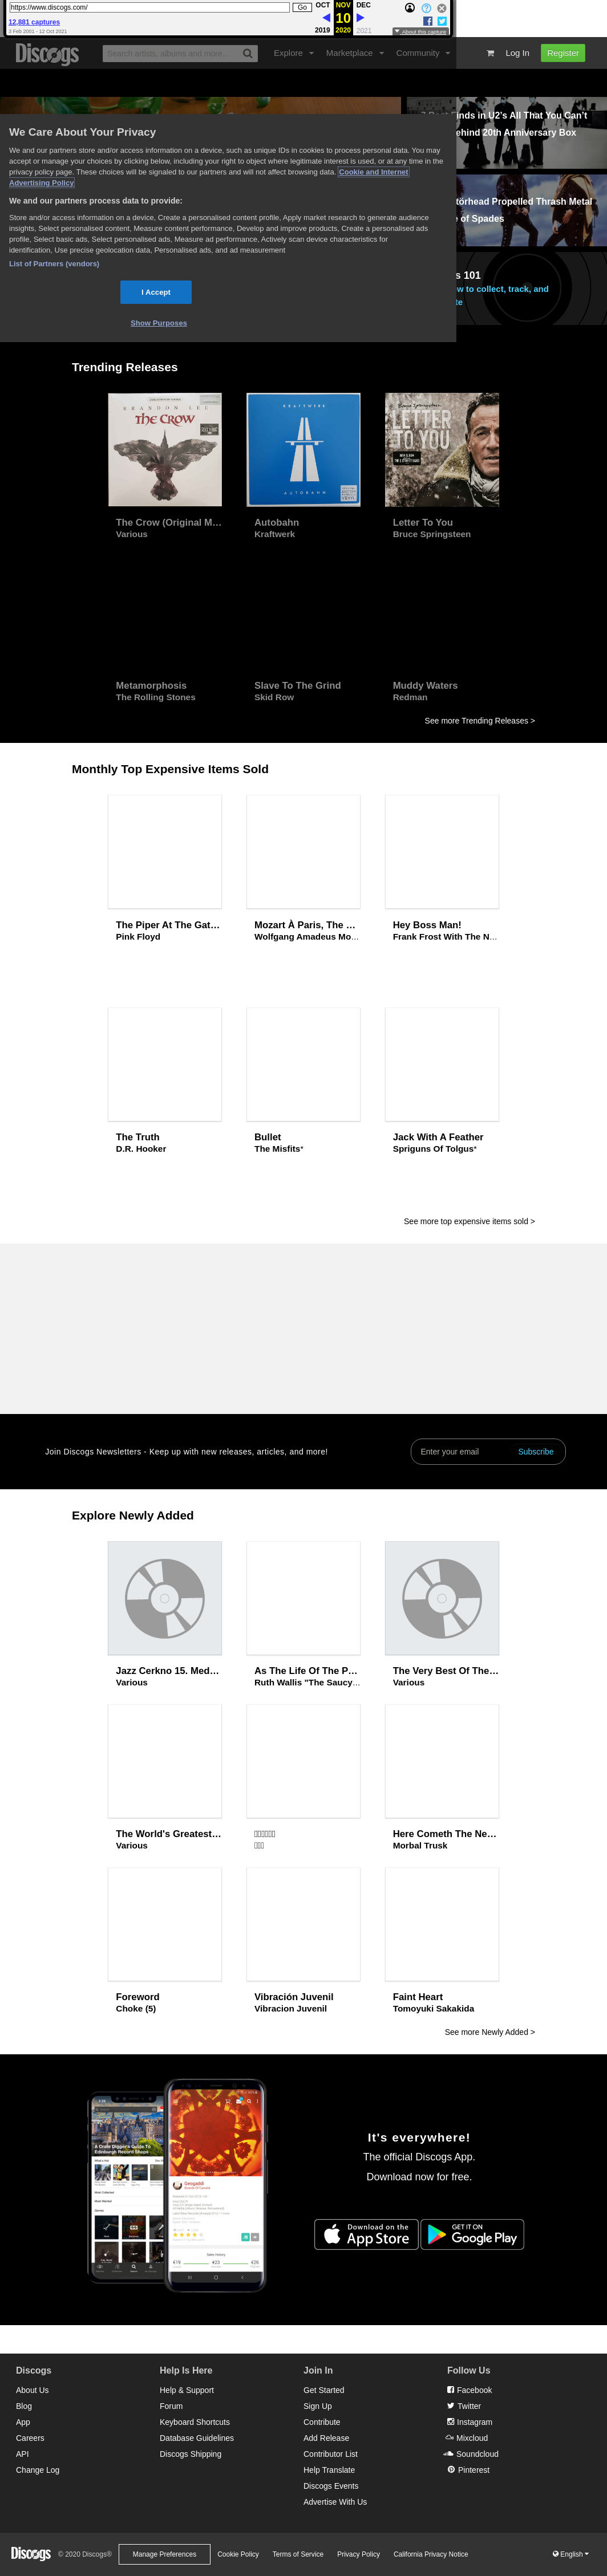 https://www.discogs.com/ Go OCT NOV DEC
10
12,881 captures
3 Feb 2001 - 12 Oct 2021
2019 2020 2021
About this capture
Discogs
Search artists, albums and more...
Explore Marketplace Community Log In Register
inds in U2's All That You Can't
ehind 20th Anniversary Box
törhead Propelled Thrash Metal
e of Spades
s 101
w to collect, track, and
te
We Care About Your Privacy
We and our partners store and/or access information on a device, such as unique IDs in cookies to process personal data. You may
accept or manage your choices by clicking below, including your right to object where legitimate interest is used, or at any time in the
privacy policy page. These choices will be signaled to our partners and will not affect browsing data. Cookie and Internet
Advertising Policy
We and our partners process data to provide:
Store and/or access information on a device, Create a personalised content profile, Apply market research to generate audience
insights, Select personalised content, Measure content performance, Develop and improve products, Create a personalised ads
profile, Select basic ads, Select personalised ads, Measure ad performance, Actively scan device characteristics for
identification, Use precise geolocation data, Personalised ads, and ad measurement
List of Partners (vendors)
I Accept
Show Purposes
Trending Releases
BRANDON LEE
THE CROW
KRAFTWERK
AUTOBAHN
LETTER
TO YOU
The Crow (Original M…
Various
Autobahn
Kraftwerk
Letter To You
Bruce Springsteen
Metamorphosis
The Rolling Stones
Slave To The Grind
Skid Row
Muddy Waters
Redman
See more Trending Releases >
Monthly Top Expensive Items Sold
The Piper At The Gat…
Pink Floyd
Mozart À Paris, The …
Wolfgang Amadeus Mo…
Hey Boss Man!
Frank Frost With The N…
The Truth
D.R. Hooker
Bullet
The Misfits*
Jack With A Feather
Spriguns Of Tolgus*
See more top expensive items sold >
Join Discogs Newsletters - Keep up with new releases, articles, and more!
Enter your email Subscribe
Explore Newly Added
Jazz Cerkno 15. Med…
Various
As The Life Of The P…
Ruth Wallis "The Saucy…
The Very Best Of The…
Various
The World's Greatest…
Various
Here Cometh The Ne…
Morbal Trusk
Foreword
Choke (5)
Vibración Juvenil
Vibracion Juvenil
Faint Heart
Tomoyuki Sakakida
See more Newly Added >
A Crate Digger's Guide To
Edinburgh Record Shops
Geogaddi
It's everywhere!
The official Discogs App.
Download now for free.
Download on the
App Store
GET IT ON
Google Play
Discogs
About Us
Blog
App
Careers
API
Change Log
Help Is Here
Help & Support
Forum
Keyboard Shortcuts
Database Guidelines
Discogs Shipping
Join In
Get Started
Sign Up
Contribute
Add Release
Contributor List
Help Translate
Discogs Events
Advertise With Us
Follow Us
Facebook
Twitter
Instagram
Mixcloud
Soundcloud
Pinterest
Discogs © 2020 Discogs® Manage Preferences Cookie Policy Terms of Service Privacy Policy California Privacy Notice English